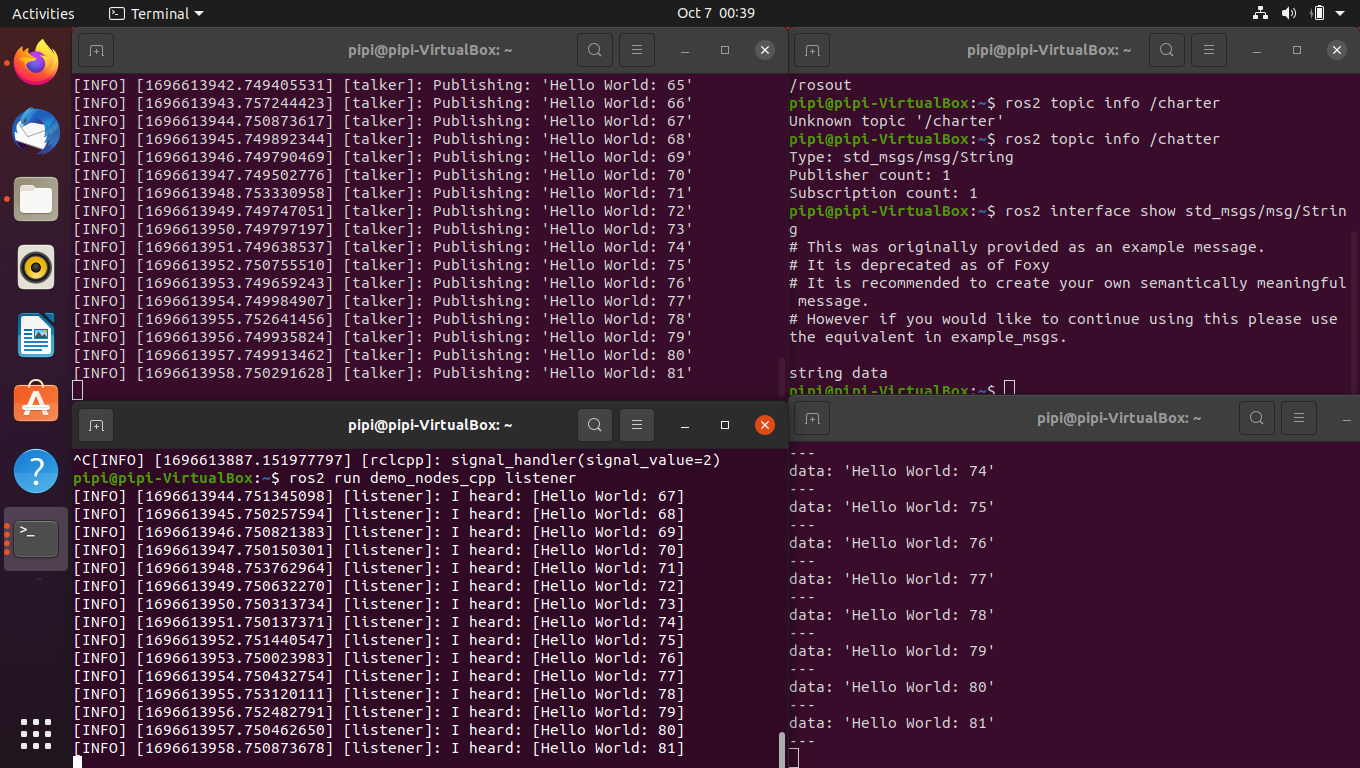 Activities
Terminal
Oct 7 00:39
pipi@pipi-VirtualBox: ~
[INFO] [1696613942.749405531] [talker]: Publishing: 'Hello World: 65'
[INFO] [1696613943.757244423] [talker]: Publishing: 'Hello World: 66'
[INFO] [1696613944.750873617] [talker]: Publishing: 'Hello World: 67'
[INFO] [1696613945.749892344] [talker]: Publishing: 'Hello World: 68'
[INFO] [1696613946.749790469] [talker]: Publishing: 'Hello World: 69'
[INFO] [1696613947.749502776] [talker]: Publishing: 'Hello World: 70'
[INFO] [1696613948.753330958] [talker]: Publishing: 'Hello World: 71'
[INFO] [1696613949.749747051] [talker]: Publishing: 'Hello World: 72'
[INFO] [1696613950.749797197] [talker]: Publishing: 'Hello World: 73'
[INFO] [1696613951.749638537] [talker]: Publishing: 'Hello World: 74'
[INFO] [1696613952.750755510] [talker]: Publishing: 'Hello World: 75'
[INFO] [1696613953.749659243] [talker]: Publishing: 'Hello World: 76'
[INFO] [1696613954.749984907] [talker]: Publishing: 'Hello World: 77'
[INFO] [1696613955.752641456] [talker]: Publishing: 'Hello World: 78'
[INFO] [1696613956.749935824] [talker]: Publishing: 'Hello World: 79'
[INFO] [1696613957.749913462] [talker]: Publishing: 'Hello World: 80'
[INFO] [1696613958.750291628] [talker]: Publishing: 'Hello World: 81'
pipi@pipi-VirtualBox: ~
/rosout
pipi@pipi-VirtualBox:~$ ros2 topic info /charter
Unknown topic '/charter'
pipi@pipi-VirtualBox:~$ ros2 topic info /chatter
Type: std_msgs/msg/String
Publisher count: 1
Subscription count: 1
pipi@pipi-VirtualBox:~$ ros2 interface show std_msgs/msg/Strin
g
# This was originally provided as an example message.
# It is deprecated as of Foxy
# It is recommended to create your own semantically meaningful
 message.
# However if you would like to continue using this please use
the equivalent in example_msgs.
string data
pipi@pipi-VirtualBox:~$
pipi@pipi-VirtualBox: ~
^C[INFO] [1696613887.151977797] [rclcpp]: signal_handler(signal_value=2)
pipi@pipi-VirtualBox:~$ ros2 run demo_nodes_cpp listener
[INFO] [1696613944.751345098] [listener]: I heard: [Hello World: 67]
[INFO] [1696613945.750257594] [listener]: I heard: [Hello World: 68]
[INFO] [1696613946.750821383] [listener]: I heard: [Hello World: 69]
[INFO] [1696613947.750150301] [listener]: I heard: [Hello World: 70]
[INFO] [1696613948.753762964] [listener]: I heard: [Hello World: 71]
[INFO] [1696613949.750632270] [listener]: I heard: [Hello World: 72]
[INFO] [1696613950.750313734] [listener]: I heard: [Hello World: 73]
[INFO] [1696613951.750137371] [listener]: I heard: [Hello World: 74]
[INFO] [1696613952.751440547] [listener]: I heard: [Hello World: 75]
[INFO] [1696613953.750023983] [listener]: I heard: [Hello World: 76]
[INFO] [1696613954.750432754] [listener]: I heard: [Hello World: 77]
[INFO] [1696613955.753120111] [listener]: I heard: [Hello World: 78]
[INFO] [1696613956.752482791] [listener]: I heard: [Hello World: 79]
[INFO] [1696613957.750462650] [listener]: I heard: [Hello World: 80]
[INFO] [1696613958.750873678] [listener]: I heard: [Hello World: 81]
pipi@pipi-VirtualBox: ~
---
data: 'Hello World: 74'
---
data: 'Hello World: 75'
---
data: 'Hello World: 76'
---
data: 'Hello World: 77'
---
data: 'Hello World: 78'
---
data: 'Hello World: 79'
---
data: 'Hello World: 80'
---
data: 'Hello World: 81'
---